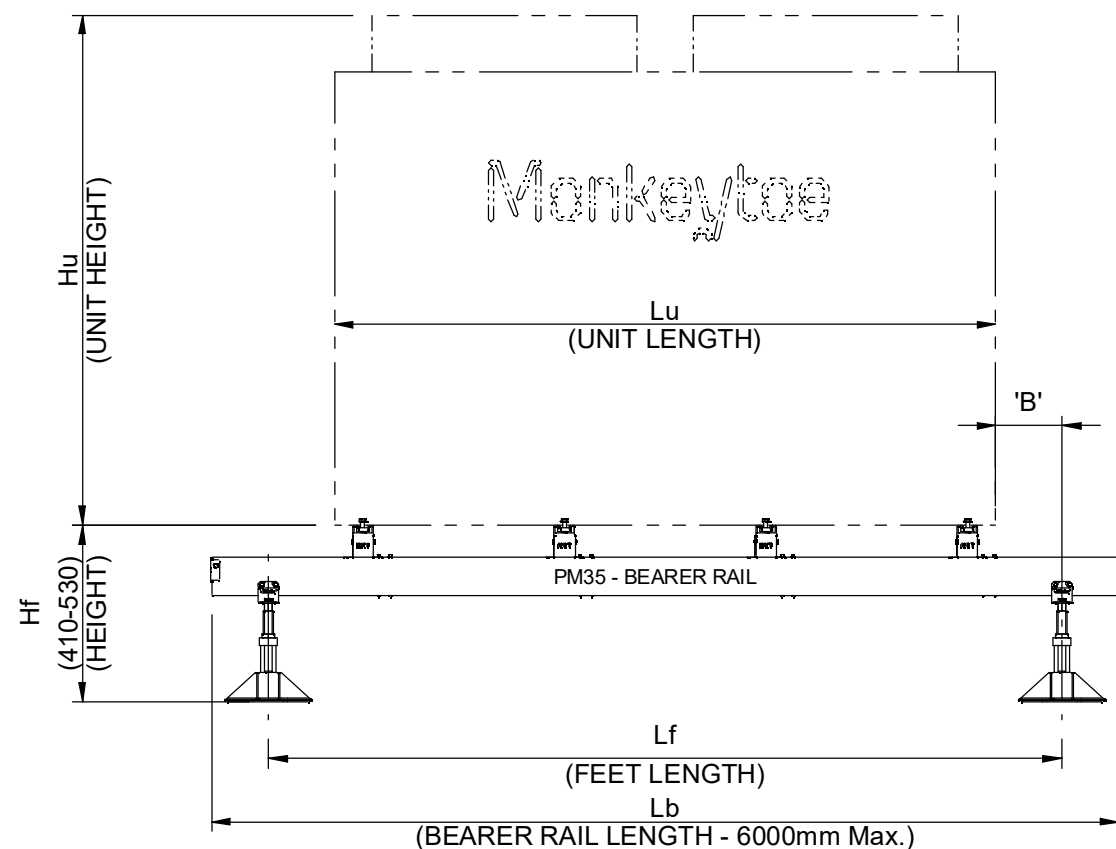 Hu
(UNIT HEIGHT)
Monkeytoe
Lu
(UNIT LENGTH)
'B'
Hf
(410-530)
(HEIGHT)
PM35 - BEARER RAIL
Lf
(FEET LENGTH)
Lb
(BEARER RAIL LENGTH - 6000mm Max.)